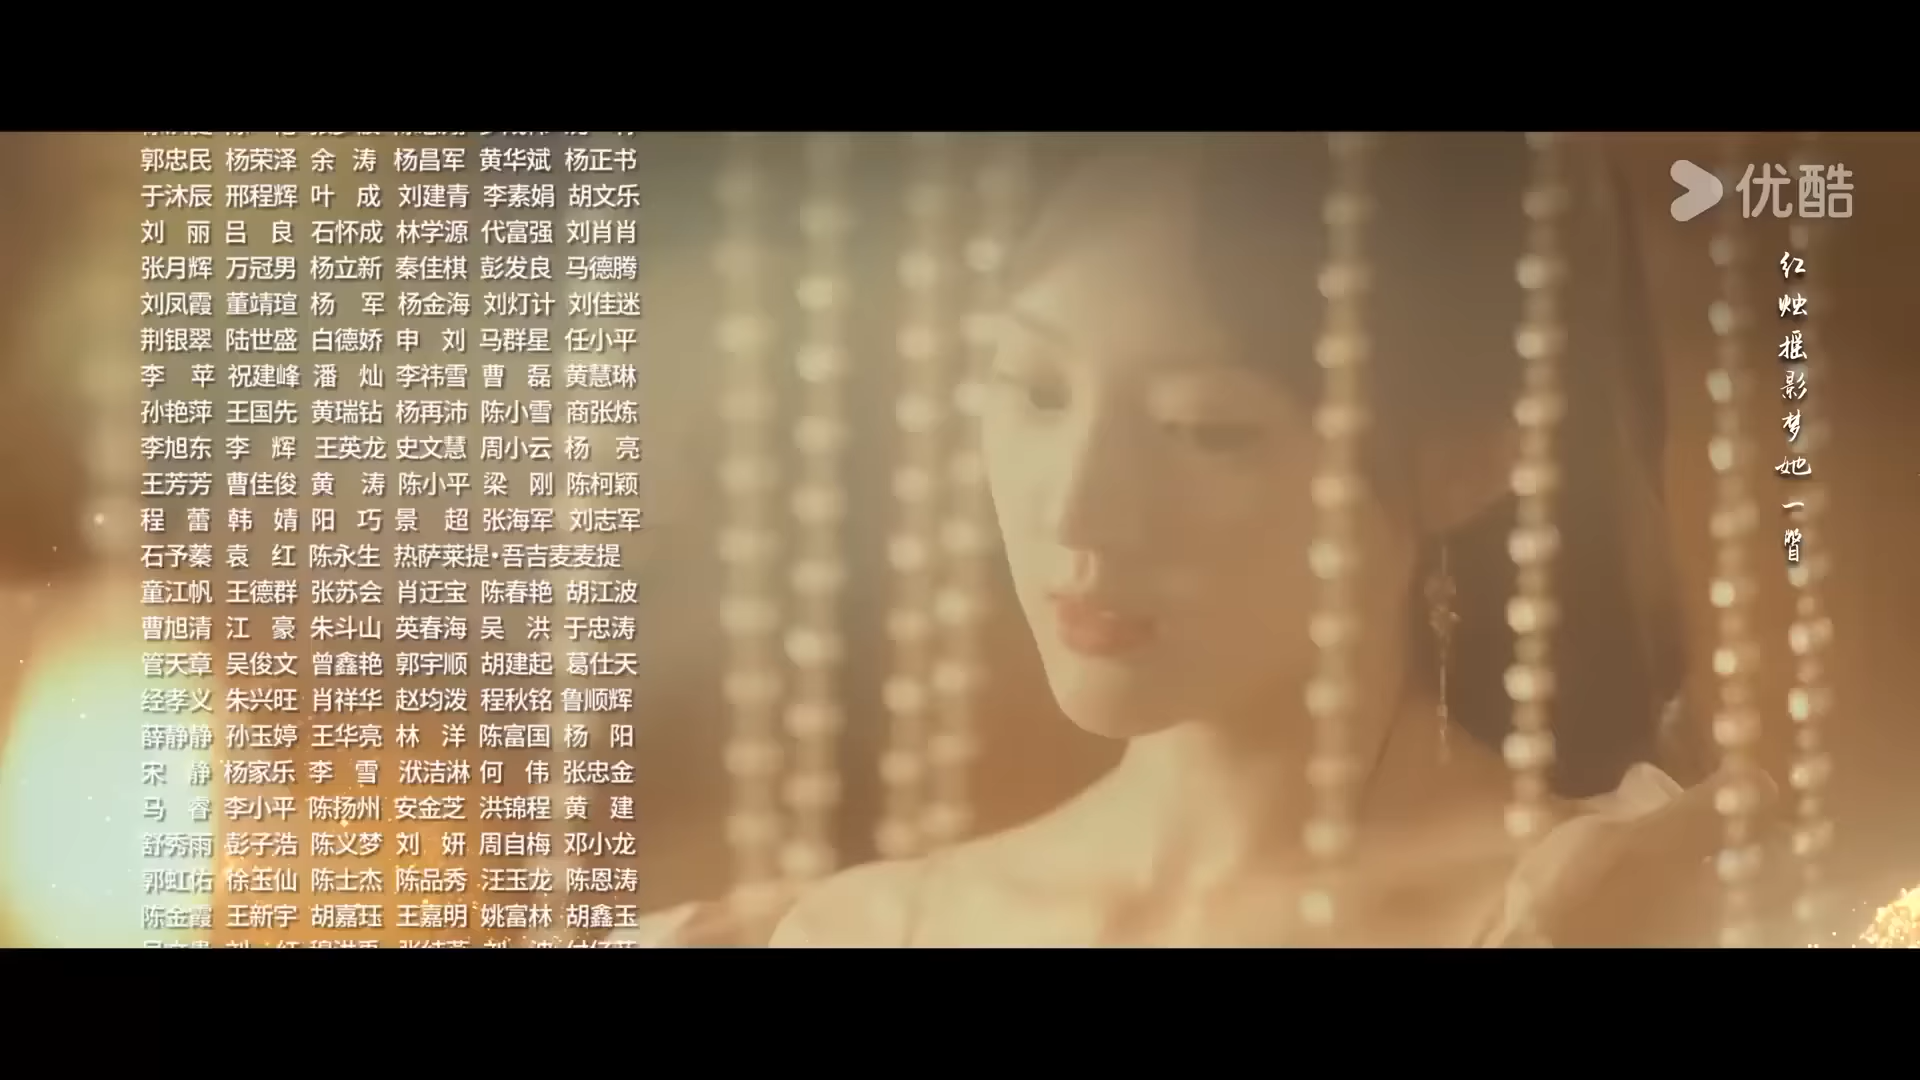 郭忠民 杨荣泽 余 涛 杨昌军 黄华斌 杨正书
于沐辰 邢程辉 叶 成 刘建青 李素娟 胡文乐
刘 丽 吕 良 石怀成 林学源 代富强 刘肖肖
张月辉 万冠男 杨立新 秦佳棋 彭发良 马德腾
刘凤霞 董靖瑄 杨 军 杨金海 刘灯计 刘佳迷
荆银翠 陆世盛 白德娇 申 刘 马群星 任小平
李 苹 祝建峰 潘 灿 李祎雪 曹 磊 黄慧琳
孙艳萍 王国先 黄瑞钻 杨再沛 陈小雪 商张炼
李旭东 李 辉 王英龙 史文慧 周小云 杨 亮
王芳芳 曹佳俊 黄 涛 陈小平 梁 刚 陈柯颖
程 蕾 韩 婧 阳 巧 景 超 张海军 刘志军
石予蓁 袁 红 陈永生 热萨莱提·吾吉麦麦提
童江帆 王德群 张苏会 肖迂宝 陈春艳 胡江波
曹旭清 江 豪 朱斗山 英春海 吴 洪 于忠涛
管天章 吴俊文 曾鑫艳 郭宇顺 胡建起 葛仕天
经孝义 朱兴旺 肖祥华 赵均泼 程秋铭 鲁顺辉
薛静静 孙玉婷 王华亮 林 洋 陈富国 杨 阳
宋 静 杨家乐 李 雪 洑洁淋 何 伟 张忠金
马 睿 李小平 陈扬州 安金芝 洪锦程 黄 建
舒秀雨 彭子浩 陈义梦 刘 妍 周自梅 邓小龙
郭虹佑 徐玉仙 陈士杰 陈品秀 汪玉龙 陈恩涛
陈金霞 王新宇 胡嘉珏 王嘉明 姚富林 胡鑫玉
优酷
红烛摇影梦她一瞥